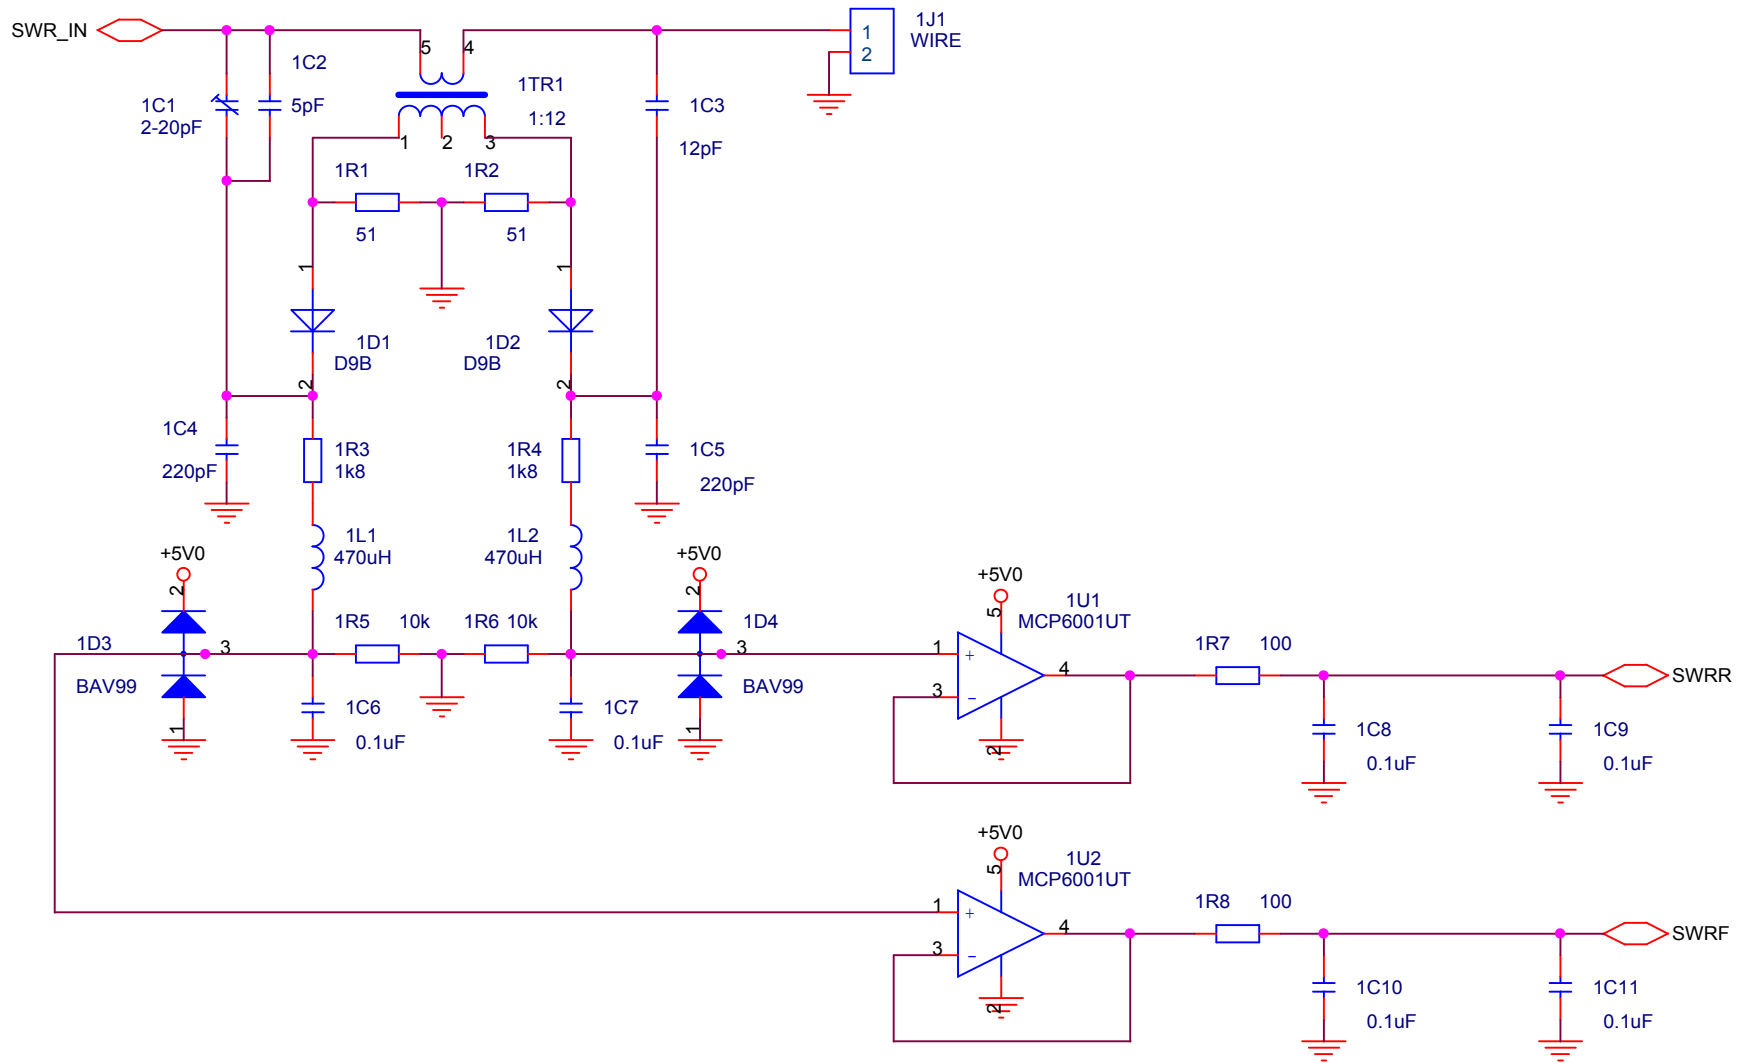 SWR_IN
1J1
WIRE
1
2
5
4
1C2
5pF
1C1
2-20pF
1TR1
1:12
1C3
12pF
1
2
3
1R1
51
1R2
51
1
1
1D1
D9B
1D2
D9B
2
2
1C4
220pF
1R3
1k8
1R4
1k8
1C5
220pF
1L1
470uH
1L2
470uH
+5V0
2
+5V0
2
1D3
3
BAV99
1
1R5
10k
1R6
10k
1D4
3
BAV99
1
1C6
0.1uF
1C7
0.1uF
+5V0
5
1U1
MCP6001UT
1
+
3
−
4
2
1R7
100
SWRR
1C8
0.1uF
1C9
0.1uF
+5V0
5
1U2
MCP6001UT
1
+
3
−
4
2
1R8
100
SWRF
1C10
0.1uF
1C11
0.1uF